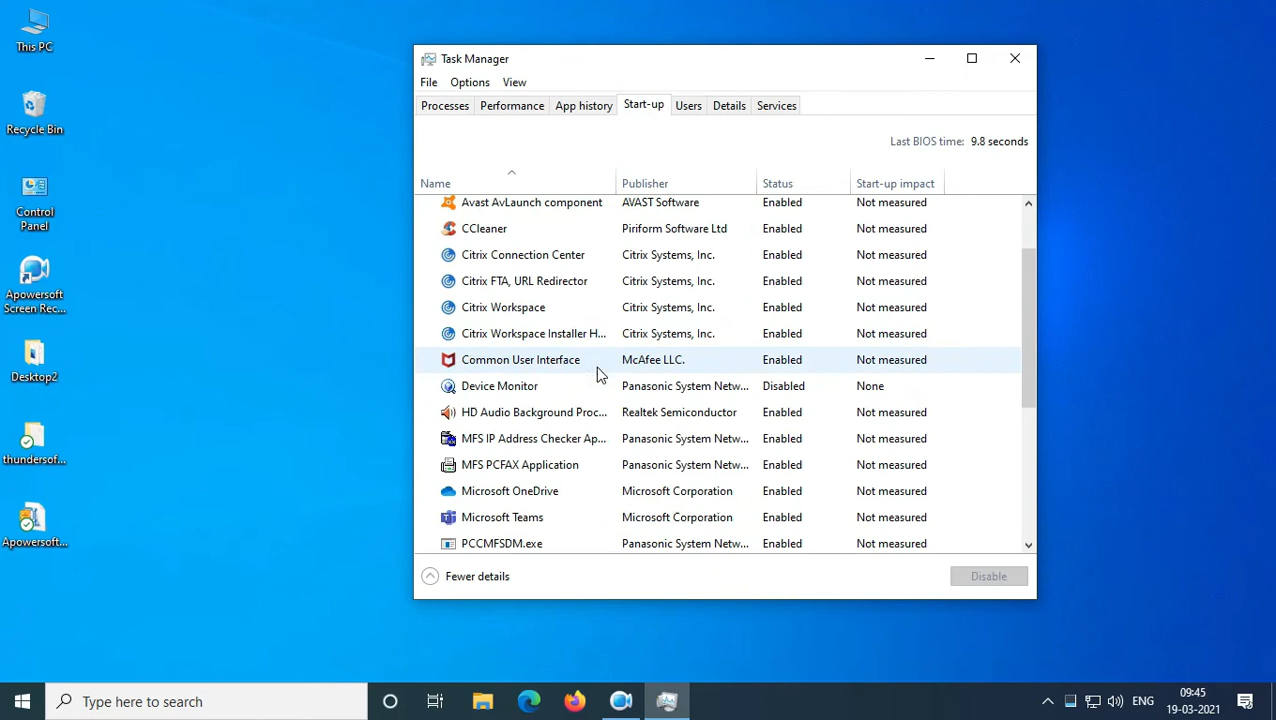 This PC
Recycle Bin
Control
Panel
Apowersoft
Screen Rec...
Desktop2
thundersof...
Apowersoft...
Task Manager
File Options View
Processes Performance App history Start-up Users Details Services
Last BIOS time: 9.8 seconds
Name Publisher Status Start-up impact
Avast AvLaunch component AVAST Software Enabled Not measured
CCleaner Piriform Software Ltd Enabled Not measured
Citrix Connection Center Citrix Systems, Inc. Enabled Not measured
Citrix FTA, URL Redirector Citrix Systems, Inc. Enabled Not measured
Citrix Workspace Citrix Systems, Inc. Enabled Not measured
Citrix Workspace Installer H... Citrix Systems, Inc. Enabled Not measured
Common User Interface McAfee LLC. Enabled Not measured
Device Monitor Panasonic System Netw... Disabled None
HD Audio Background Proc... Realtek Semiconductor Enabled Not measured
MFS IP Address Checker Ap... Panasonic System Netw... Enabled Not measured
MFS PCFAX Application Panasonic System Netw... Enabled Not measured
Microsoft OneDrive Microsoft Corporation Enabled Not measured
Microsoft Teams Microsoft Corporation Enabled Not measured
PCCMFSDM.exe Panasonic System Netw... Enabled Not measured
Fewer details Disable
Type here to search
ENG
09:45
19-03-2021